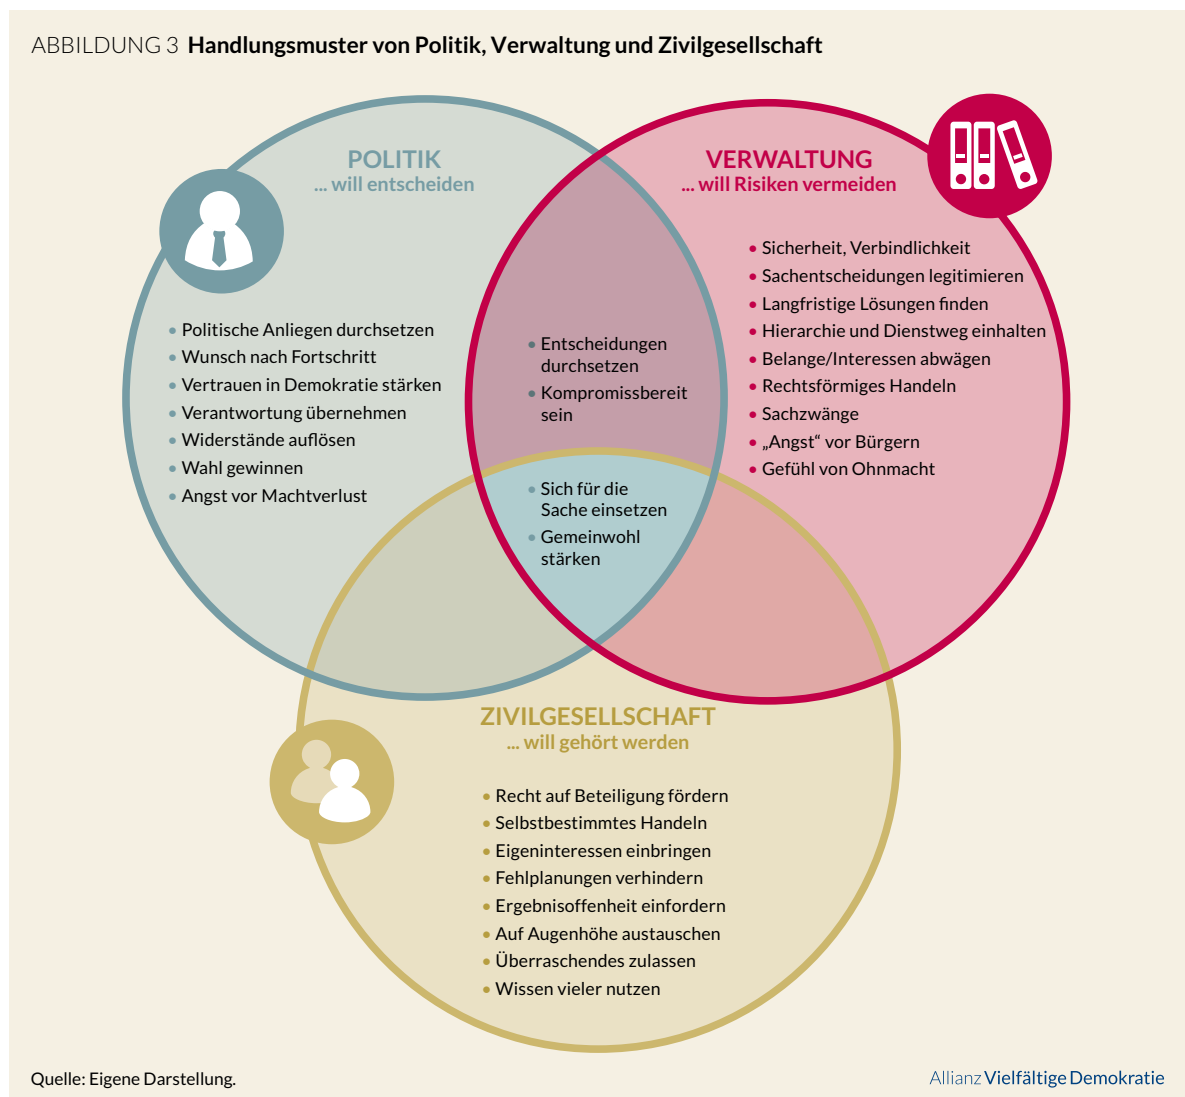 ABBILDUNG 3 Handlungsmuster von Politik, Verwaltung und Zivilgesellschaft
POLITIK
... will entscheiden
• Politische Anliegen durchsetzen
• Wunsch nach Fortschritt
• Vertrauen in Demokratie stärken
• Verantwortung übernehmen
• Widerstände auflösen
• Wahl gewinnen
• Angst vor Machtverlust
VERWALTUNG
... will Risiken vermeiden
• Sicherheit, Verbindlichkeit
• Sachentscheidungen legitimieren
• Langfristige Lösungen finden
• Hierarchie und Dienstweg einhalten
• Belange/Interessen abwägen
• Rechtsförmiges Handeln
• Sachzwänge
• „Angst“ vor Bürgern
• Gefühl von Ohnmacht
• Entscheidungen
durchsetzen
• Kompromissbereit
sein
• Sich für die
Sache einsetzen
• Gemeinwohl
stärken
ZIVILGESELLSCHAFT
... will gehört werden
• Recht auf Beteiligung fördern
• Selbstbestimmtes Handeln
• Eigeninteressen einbringen
• Fehlplanungen verhindern
• Ergebnisoffenheit einfordern
• Auf Augenhöhe austauschen
• Überraschendes zulassen
• Wissen vieler nutzen
Quelle: Eigene Darstellung.
Allianz Vielfältige Demokratie